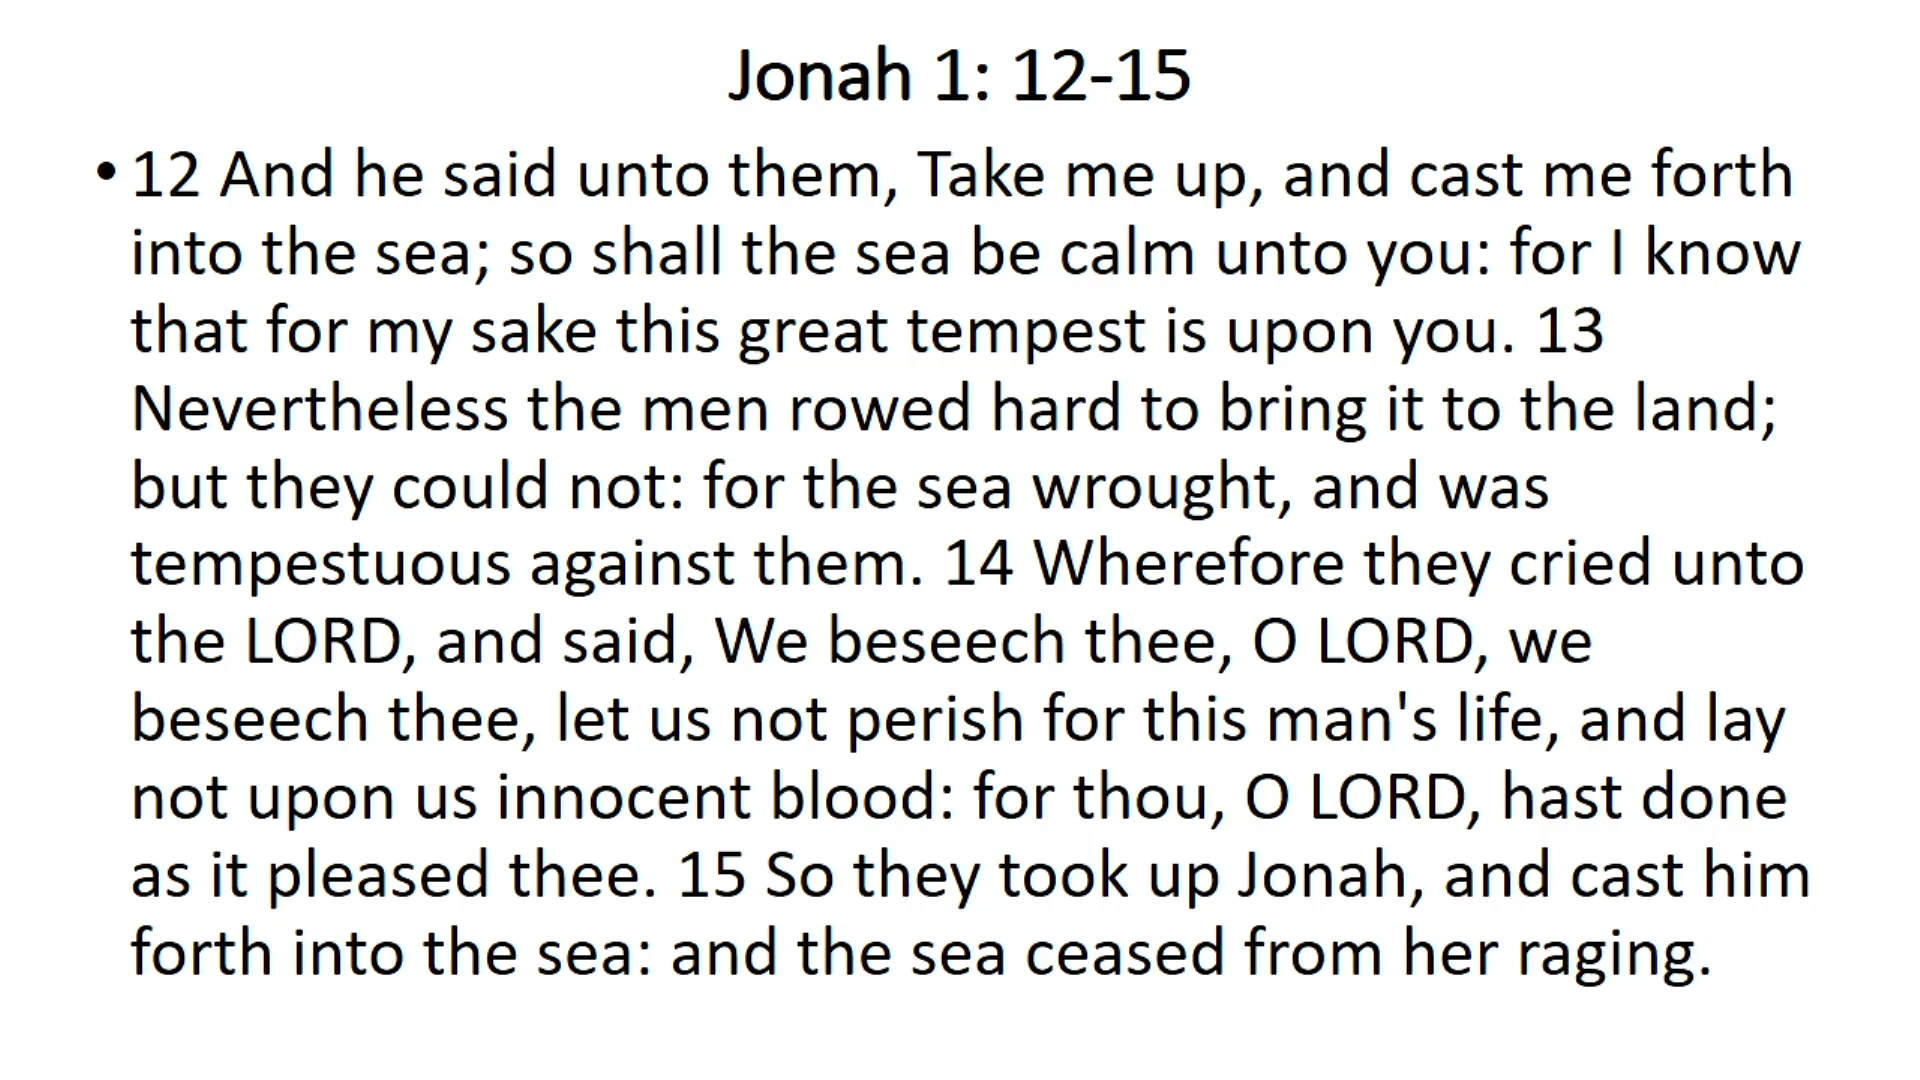 Jonah 1: 12-15
• 12 And he said unto them, Take me up, and cast me forth
into the sea; so shall the sea be calm unto you: for I know
that for my sake this great tempest is upon you. 13
Nevertheless the men rowed hard to bring it to the land;
but they could not: for the sea wrought, and was
tempestuous against them. 14 Wherefore they cried unto
the LORD, and said, We beseech thee, O LORD, we
beseech thee, let us not perish for this man's life, and lay
not upon us innocent blood: for thou, O LORD, hast done
as it pleased thee. 15 So they took up Jonah, and cast him
forth into the sea: and the sea ceased from her raging.